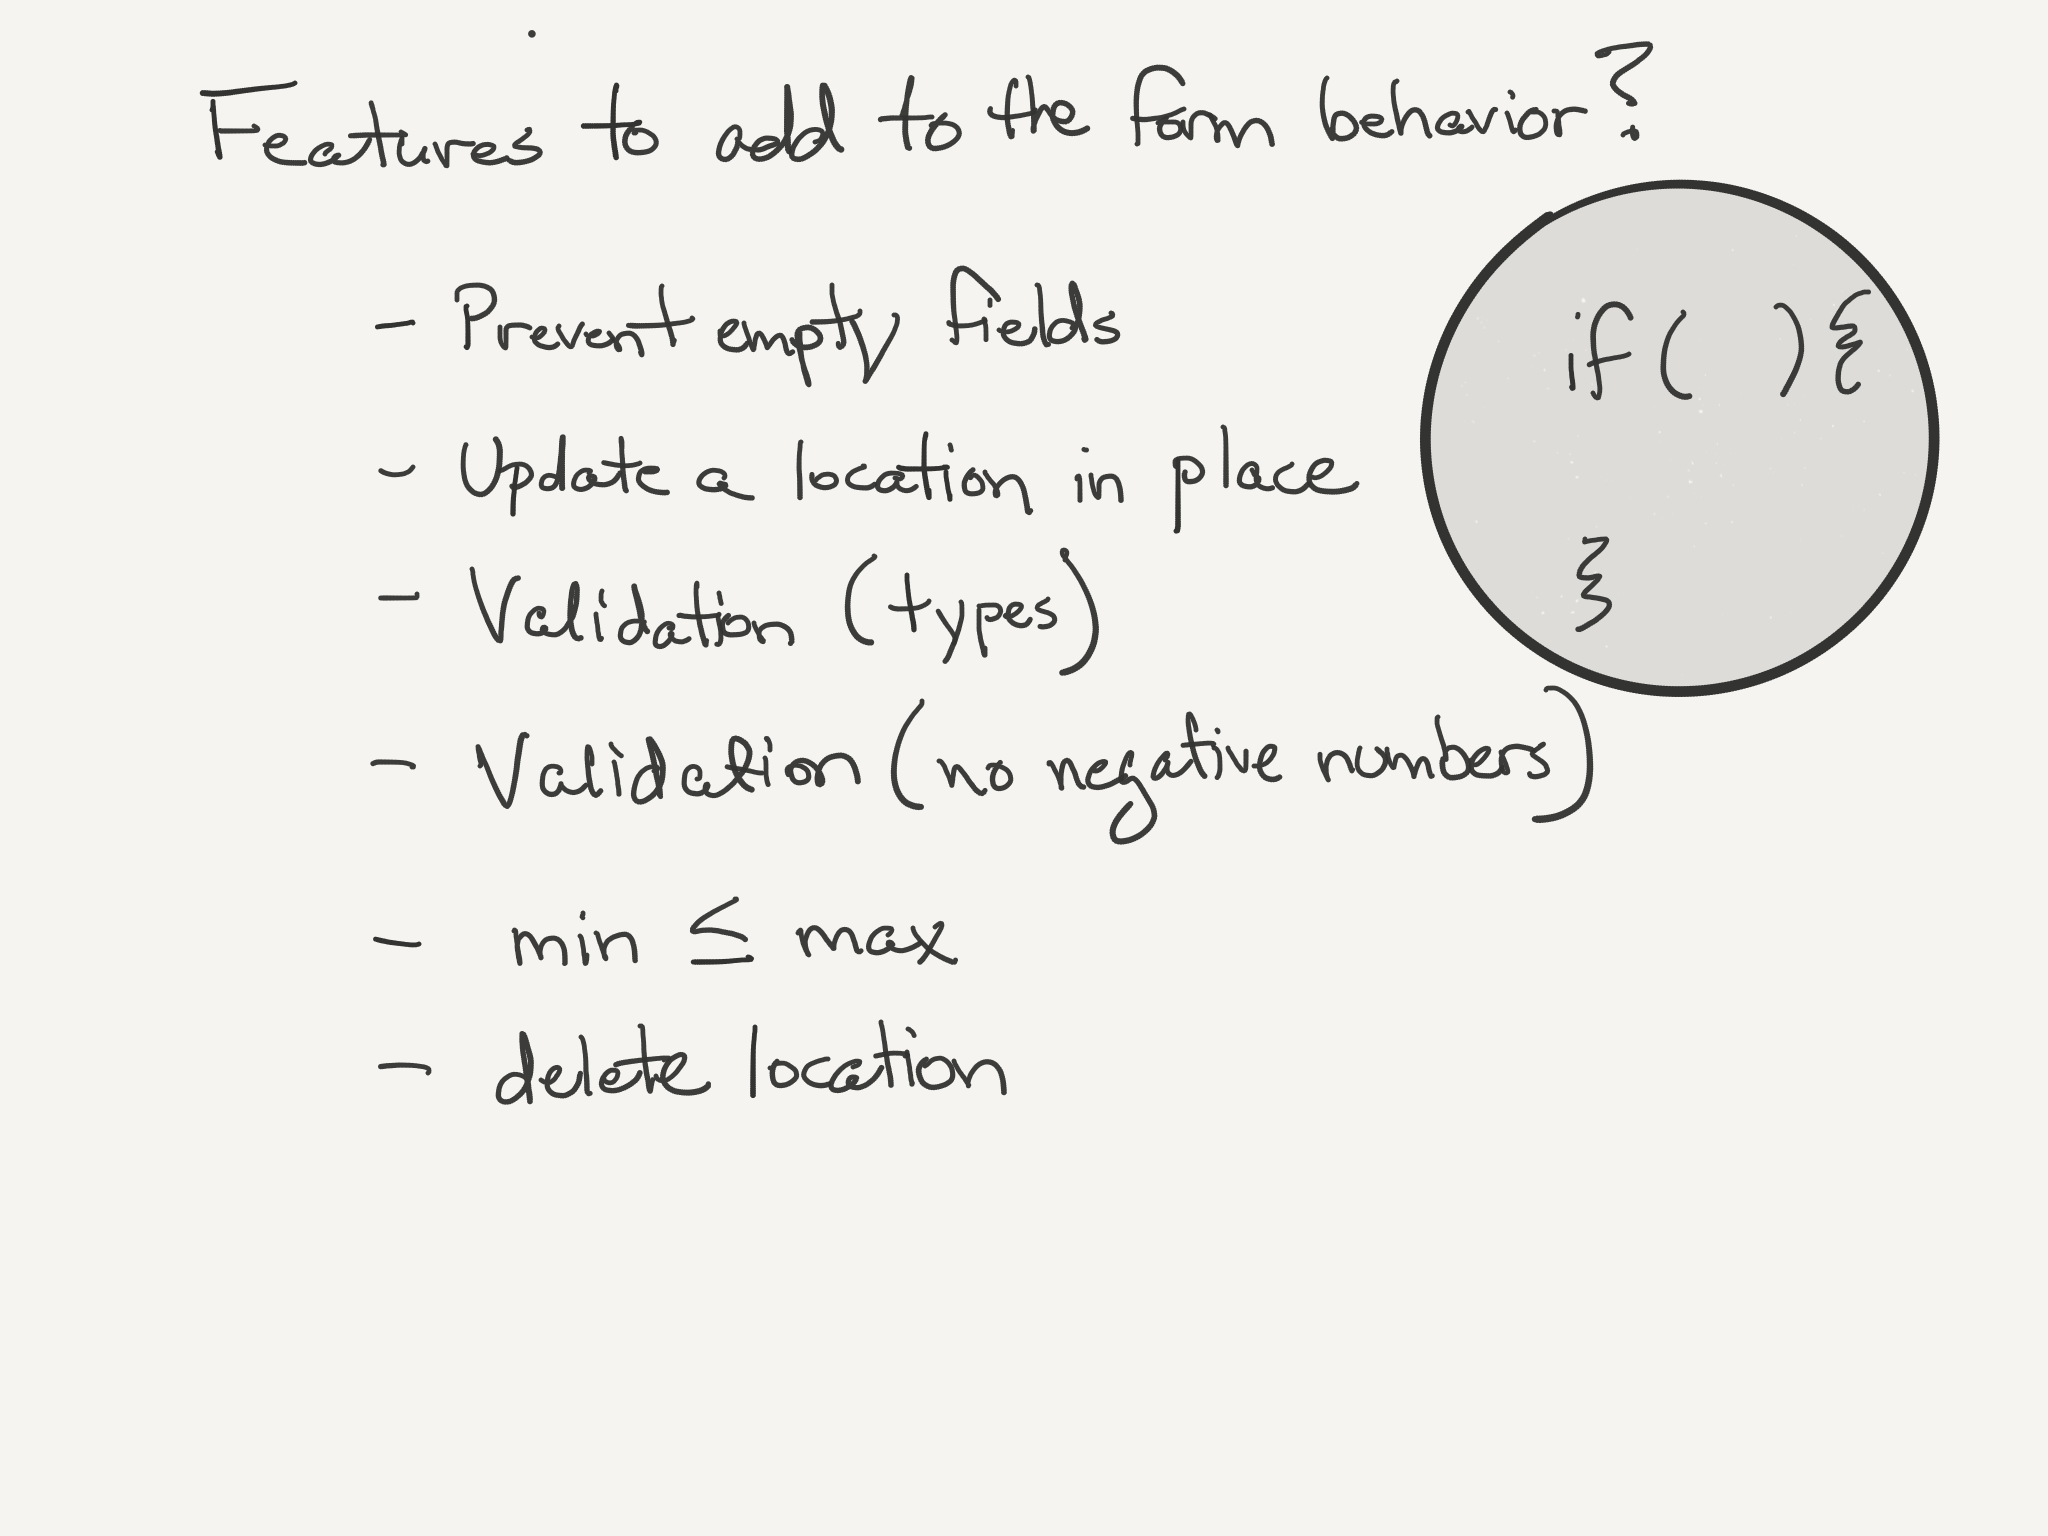 Features to add to the form behavior?
- Prevent empty fields
- Update a location in place
- Validation (types)
- Validation (no negative numbers)
- min ≤ max
- delete location
if ( ) {
}